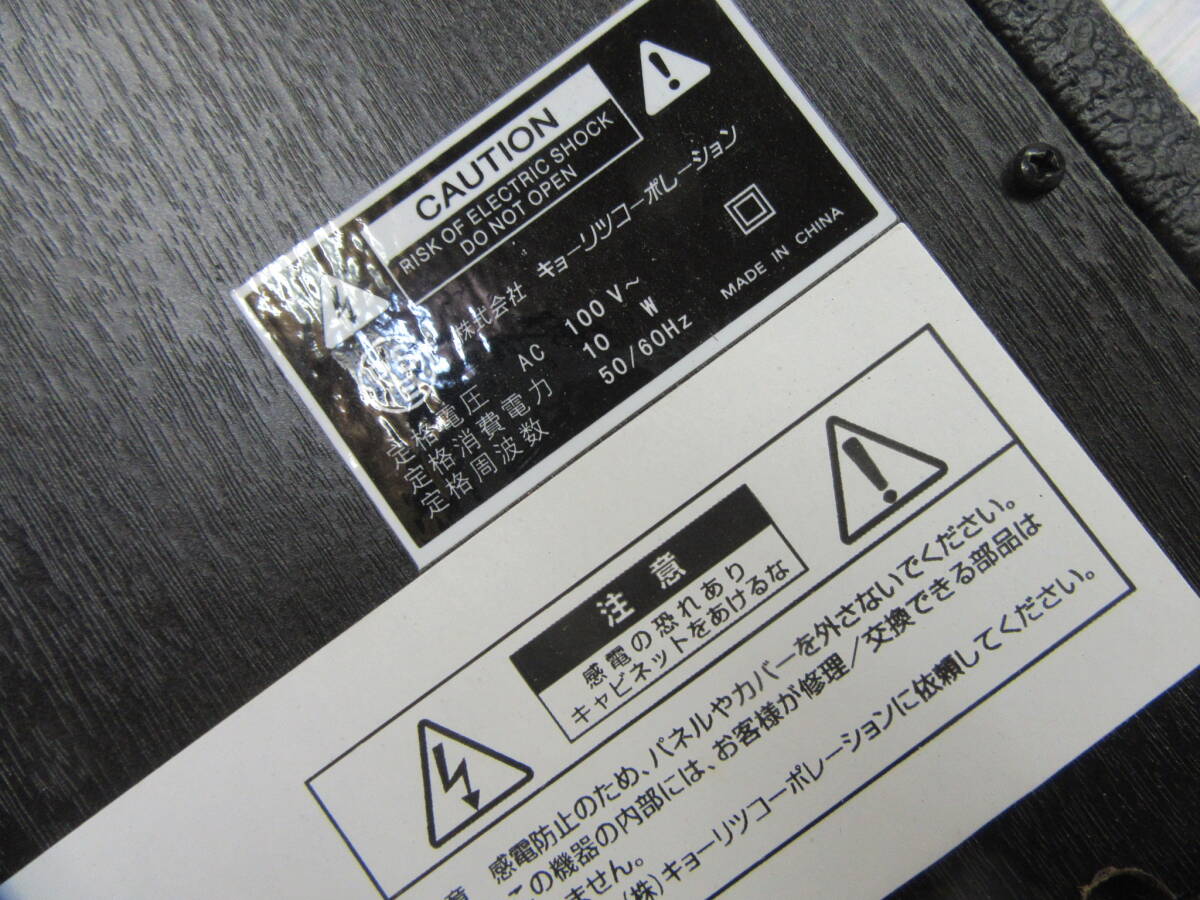 CAUTION
RISK OF ELECTRIC SHOCK
DO NOT OPEN
株式会社 キョーリツコーポレーション
定格電圧 AC 100 V~
定格消費電力 10 W
定格周波数 50/60Hz
MADE IN CHINA
注意
感電の恐れあり
キャビネットをあけるな
意 感電防止のため、パネルやカバーを外さないでください。
この機器の内部には、お客様が修理/交換できる部品は
ません。
(株)キョーリツコーポレーションに依頼してください。